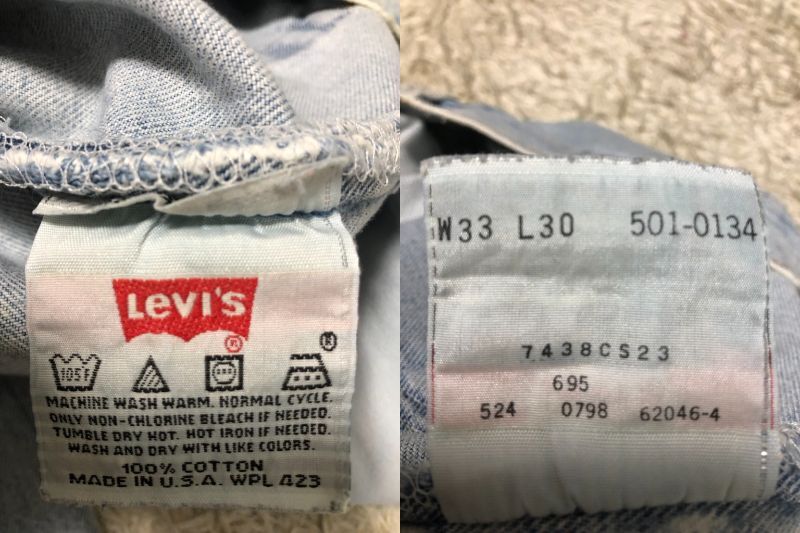 Levi's
®
®
105F
MACHINE WASH WARM. NORMAL CYCLE.
ONLY NON-CHLORINE BLEACH IF NEEDED.
TUMBLE DRY HOT. HOT IRON IF NEEDED.
WASH AND DRY WITH LIKE COLORS.
100% COTTON
MADE IN U.S.A. WPL 423
W33 L30 501-0134
7438CS23
695
524 0798 62046-4